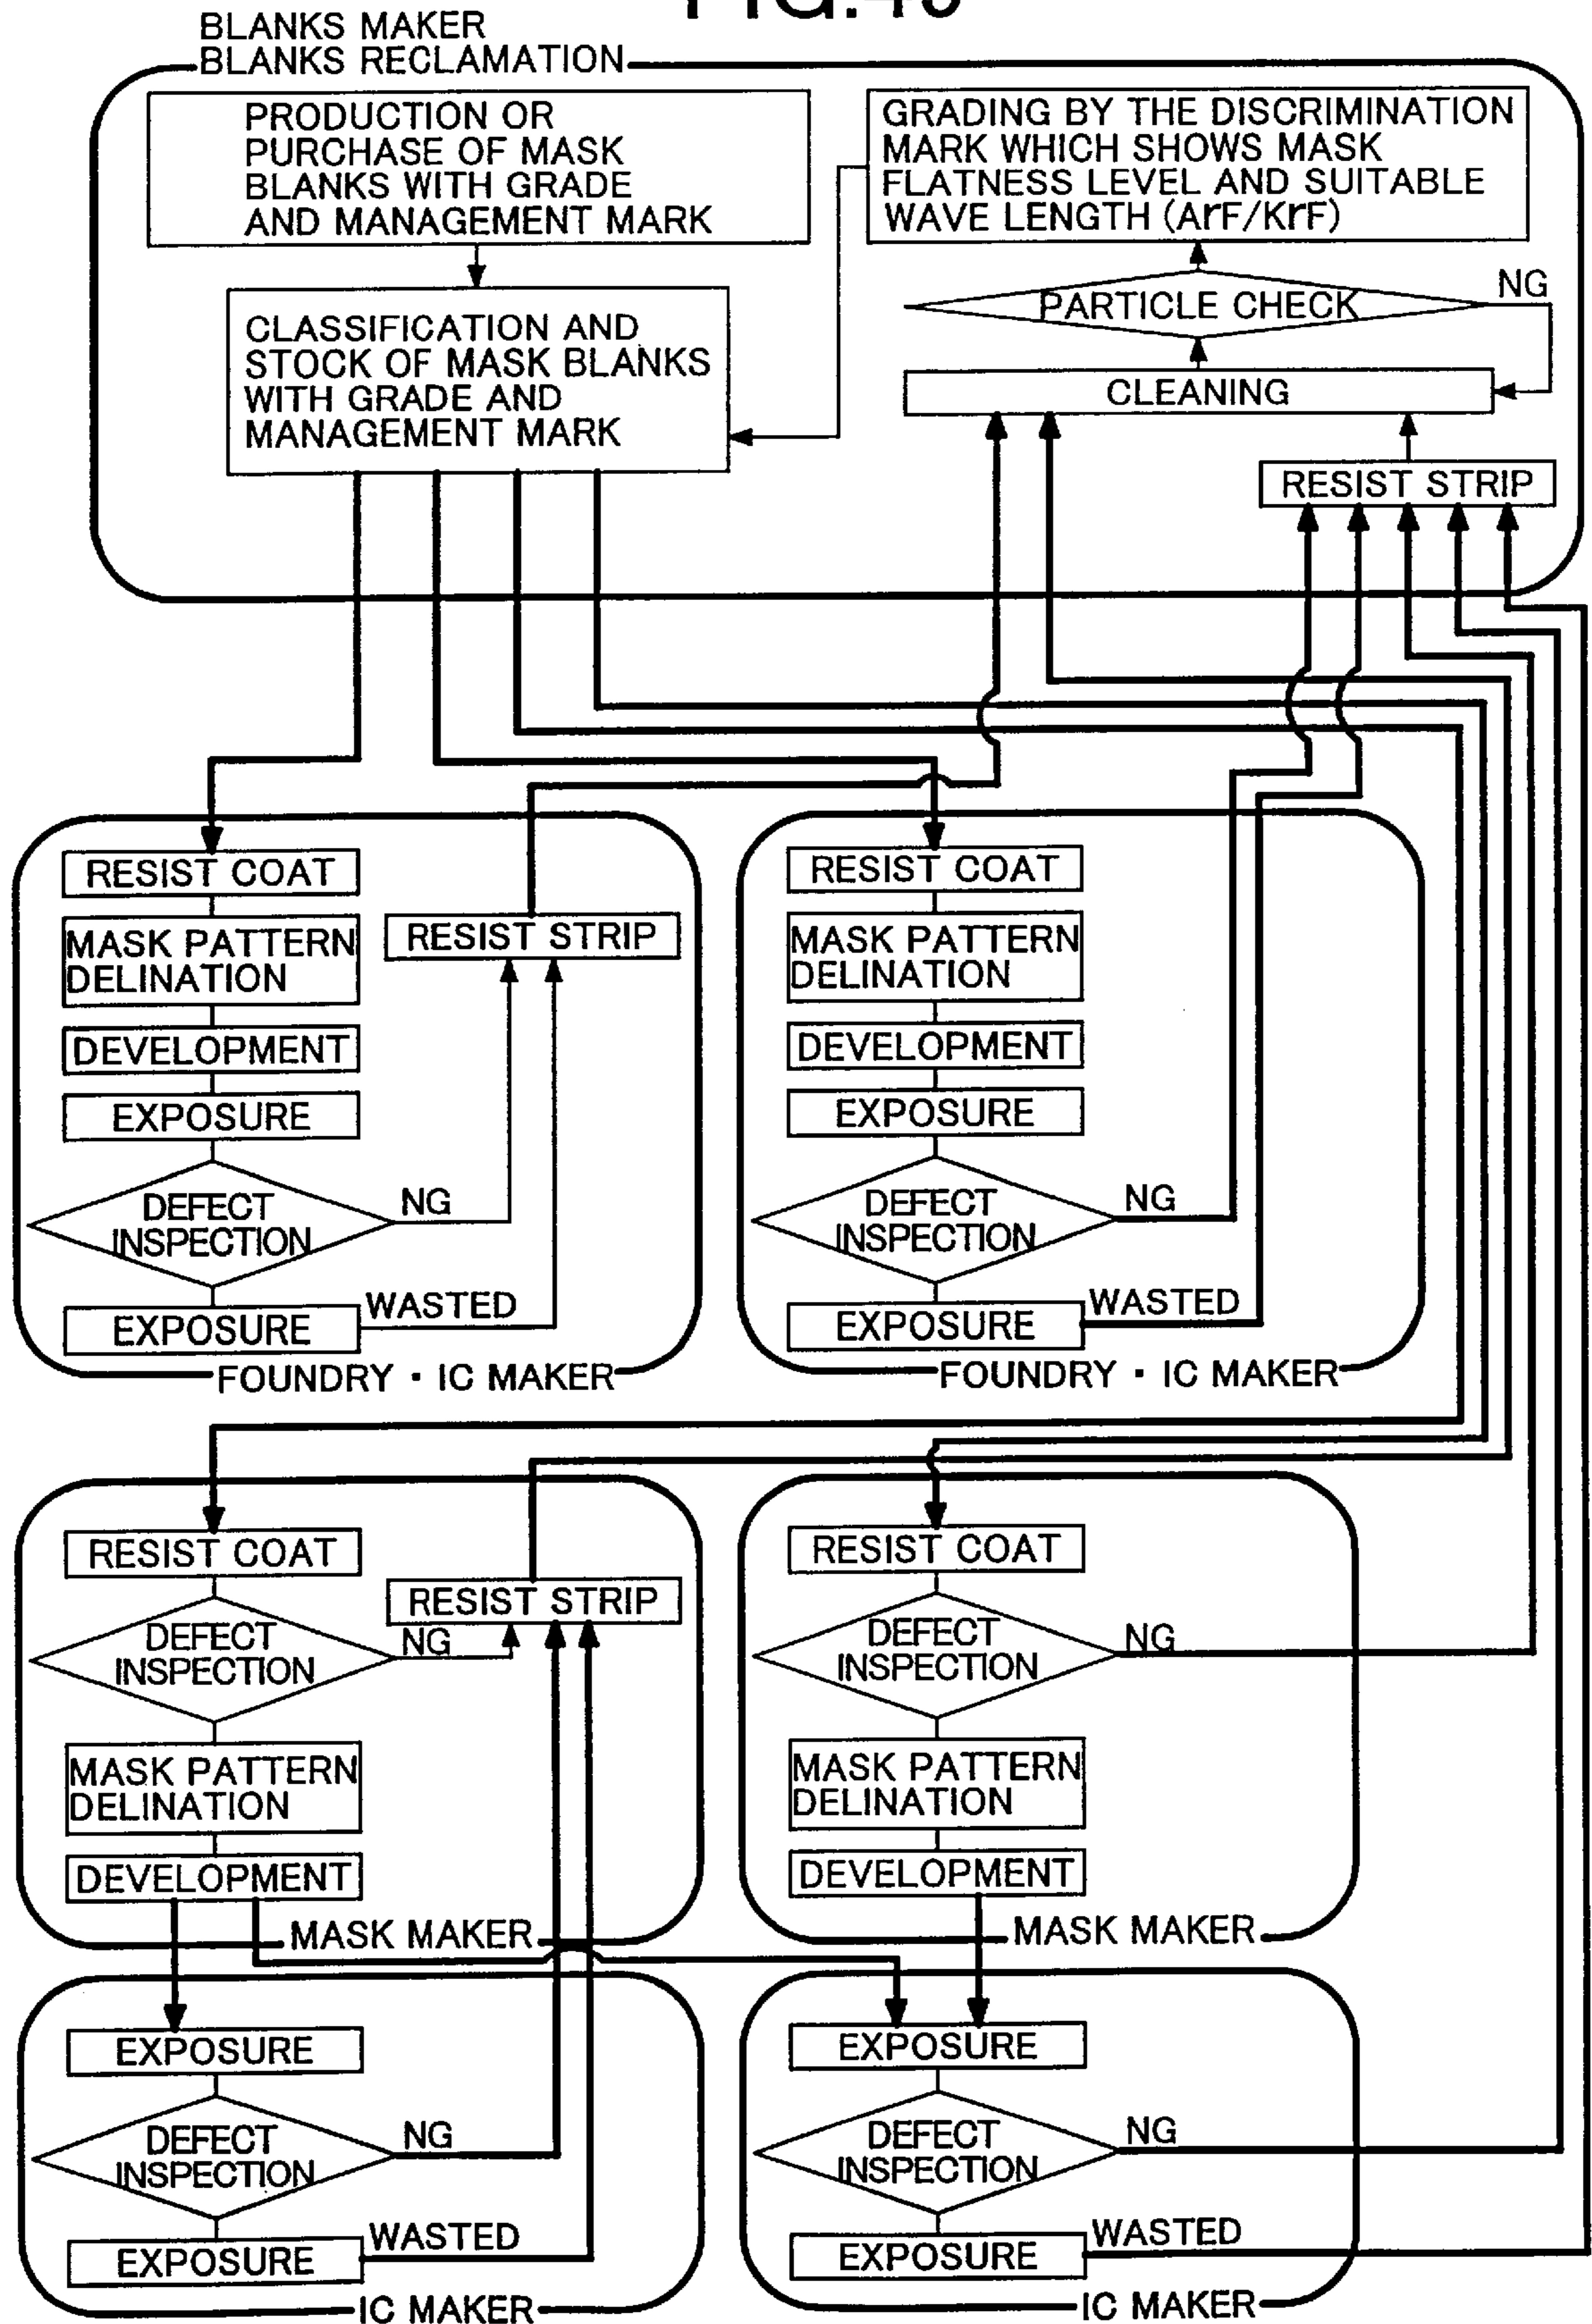 BLANKS MAKER
BLANKS RECLAMATION
PRODUCTION OR
PURCHASE OF MASK
BLANKS WITH GRADE
AND MANAGEMENT MARK
GRADING BY THE DISCRIMINATION
MARK WHICH SHOWS MASK
FLATNESS LEVEL AND SUITABLE
WAVE LENGTH (ArF/KrF)
PARTICLE CHECK
NG
CLASSIFICATION AND
STOCK OF MASK BLANKS
WITH GRADE AND
MANAGEMENT MARK
CLEANING
RESIST STRIP
RESIST COAT
MASK PATTERN
DELINATION
RESIST STRIP
DEVELOPMENT
EXPOSURE
DEFECT
INSPECTION
NG
EXPOSURE
WASTED
FOUNDRY・IC MAKER
RESIST COAT
MASK PATTERN
DELINATION
DEVELOPMENT
EXPOSURE
DEFECT
INSPECTION
NG
EXPOSURE
WASTED
FOUNDRY・IC MAKER
RESIST COAT
RESIST STRIP
DEFECT
INSPECTION
NG
MASK PATTERN
DELINATION
DEVELOPMENT
MASK MAKER
RESIST COAT
DEFECT
INSPECTION
NG
MASK PATTERN
DELINATION
DEVELOPMENT
MASK MAKER
EXPOSURE
DEFECT
INSPECTION
NG
EXPOSURE
WASTED
IC MAKER
EXPOSURE
DEFECT
INSPECTION
NG
EXPOSURE
WASTED
IC MAKER